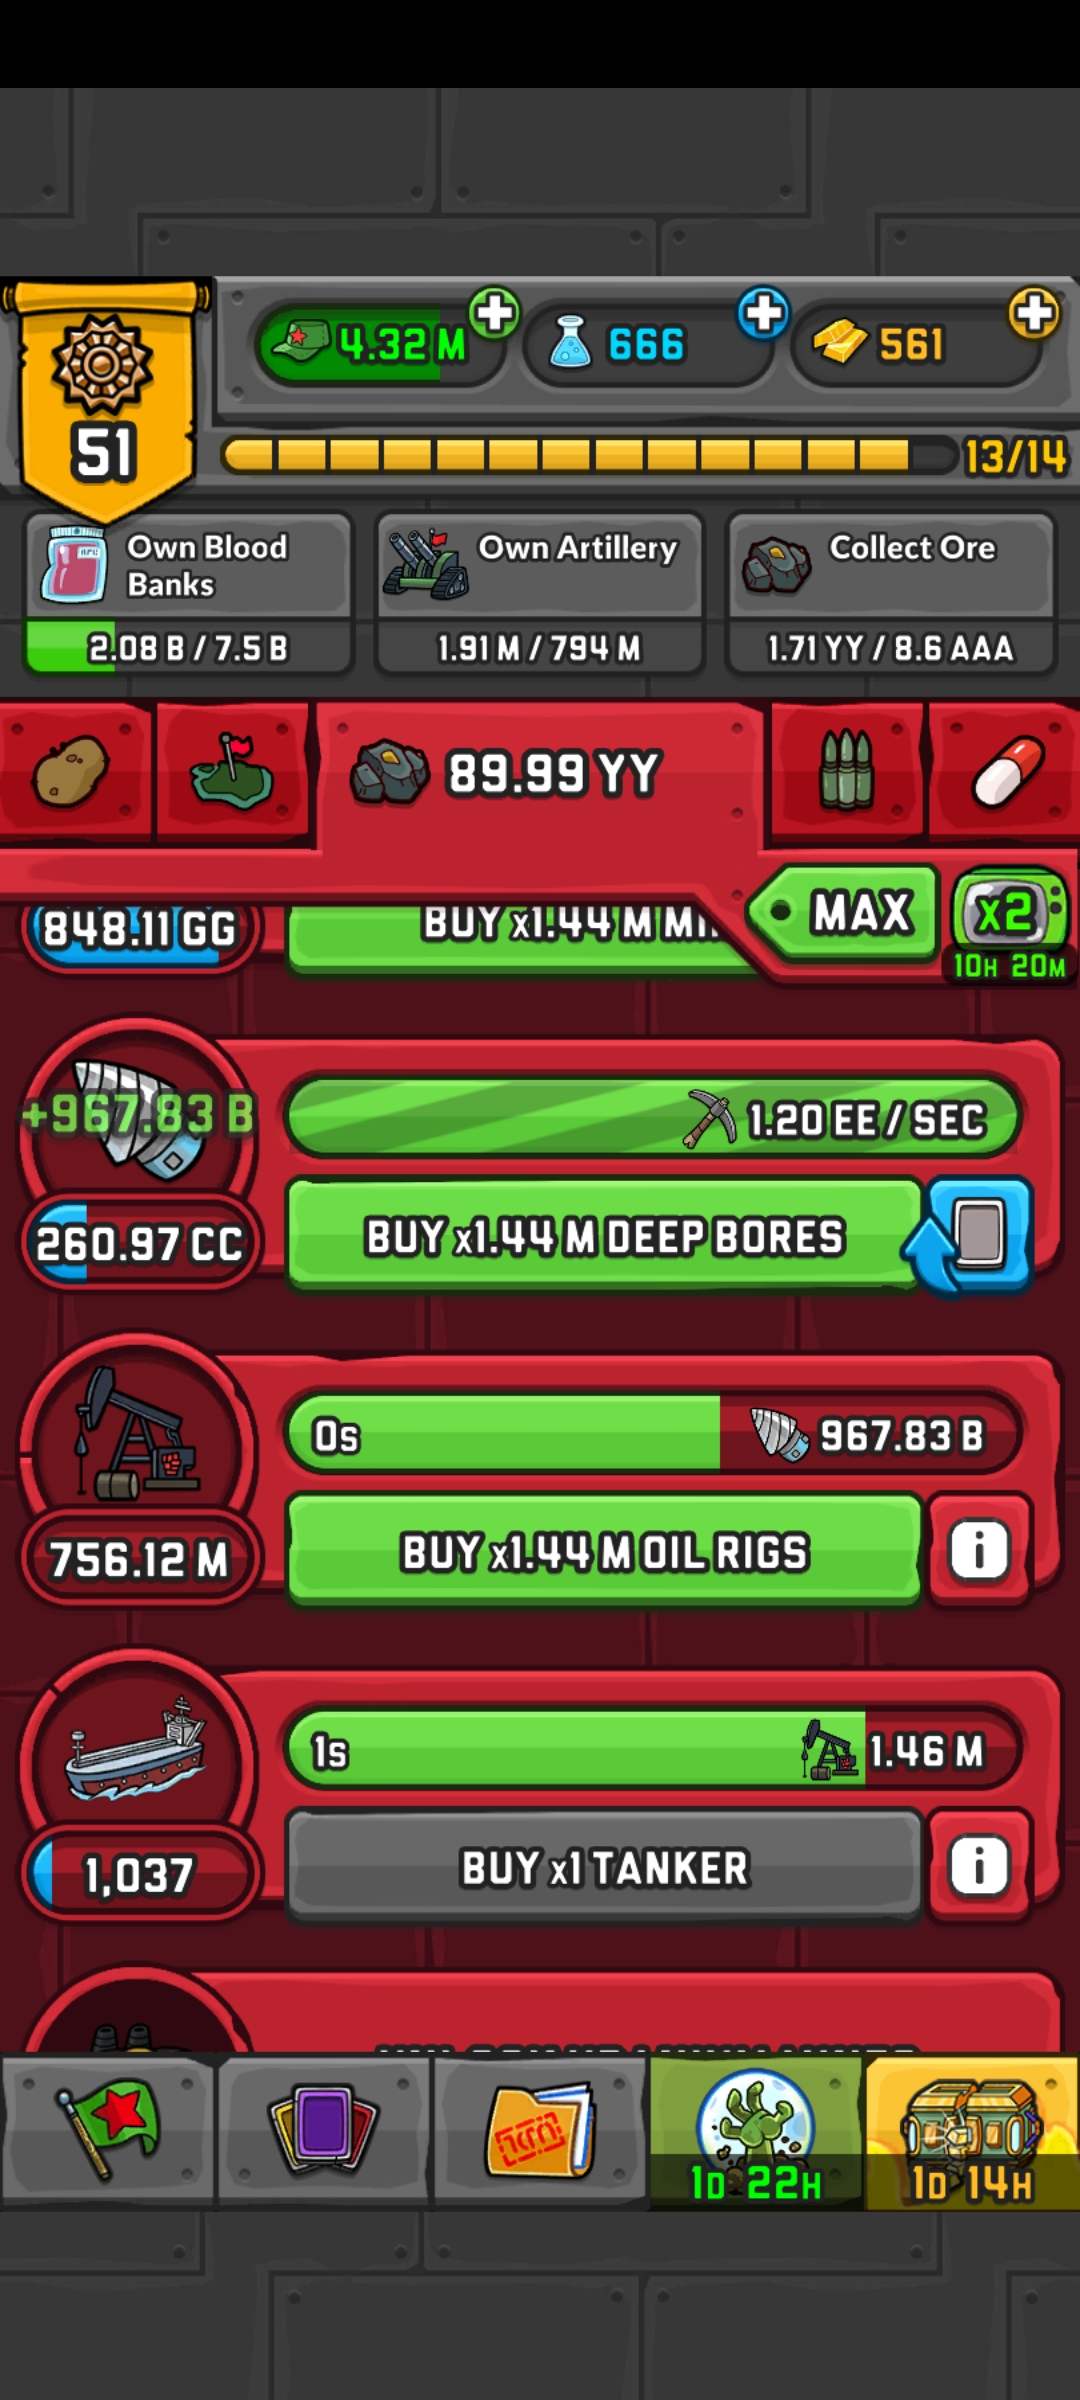 4.32 M
666
561
51
13/14
Own Blood
Banks
Own Artillery
Collect Ore
2.08 B / 7.5 B
1.91 M / 794 M
1.71 YY / 8.6 AAA
89.99 YY
MAX
x2
10H 20M
848.11 GG
BUY x1.44 M
+967.83 B
1.20 EE / SEC
260.97 CC
BUY x1.44 M DEEP BORES
0s
967.83 B
756.12 M
BUY x1.44 M OIL RIGS
1s
1.46 M
1,037
BUY x1 TANKER
1D 22H
1D 14H